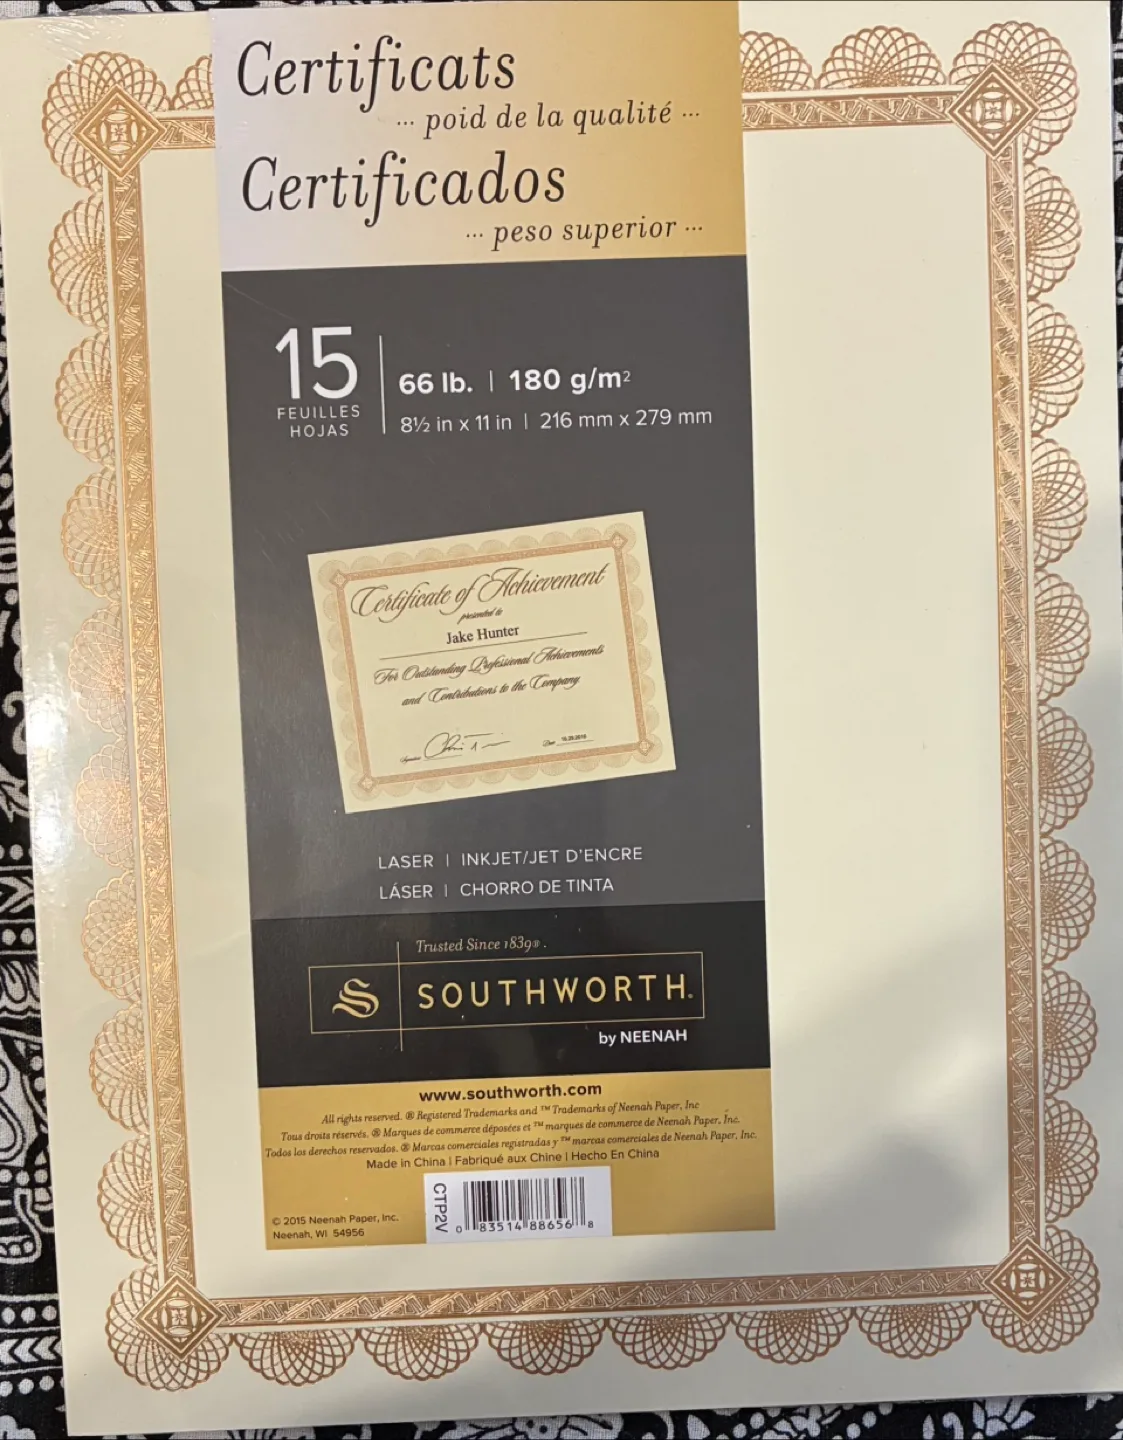 Certificats
... poid de la qualité ...
Certificados
... peso superior ...
15
FEUILLES
HOJAS
66 lb. | 180 g/m²
8½ in x 11 in | 216 mm x 279 mm
Certificate of Achievement
presented to
Jake Hunter
For Outstanding Professional Achievements
and Contributions to the Company
Signature
Date
LASER | INKJET/JET D'ENCRE
LÁSER | CHORRO DE TINTA
Trusted Since 1839®.
S SOUTHWORTH®
by NEENAH
www.southworth.com
All rights reserved. ® Registered Trademarks and ™ Trademarks of Neenah Paper, Inc
Tous droits réservés. ® Marques de commerce déposées et ™ marques de commerce de Neenah Paper, Inc.
Todos los derechos reservados. ® Marcas comerciales registradas y ™ marcas comerciales de Neenah Paper, Inc.
Made in China | Fabriqué aux Chine | Hecho En China
© 2015 Neenah Paper, Inc.
Neenah, WI 54956
CTP2V
0 83514 88656 8